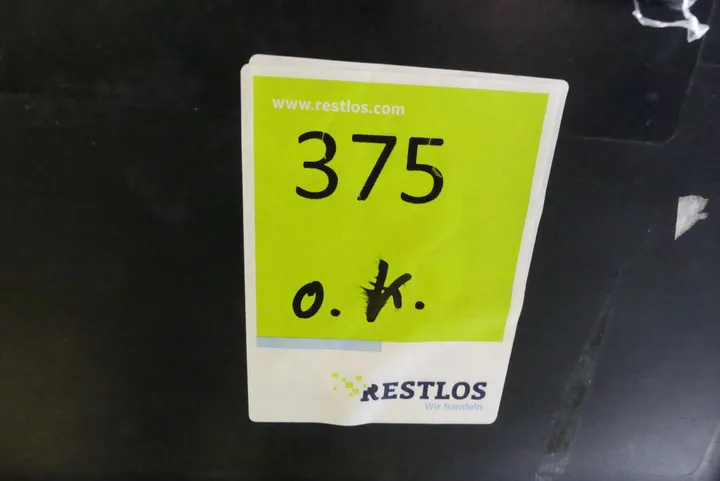 www.restlos.com
375
o. k.
RESTLOS
Wir handeln.